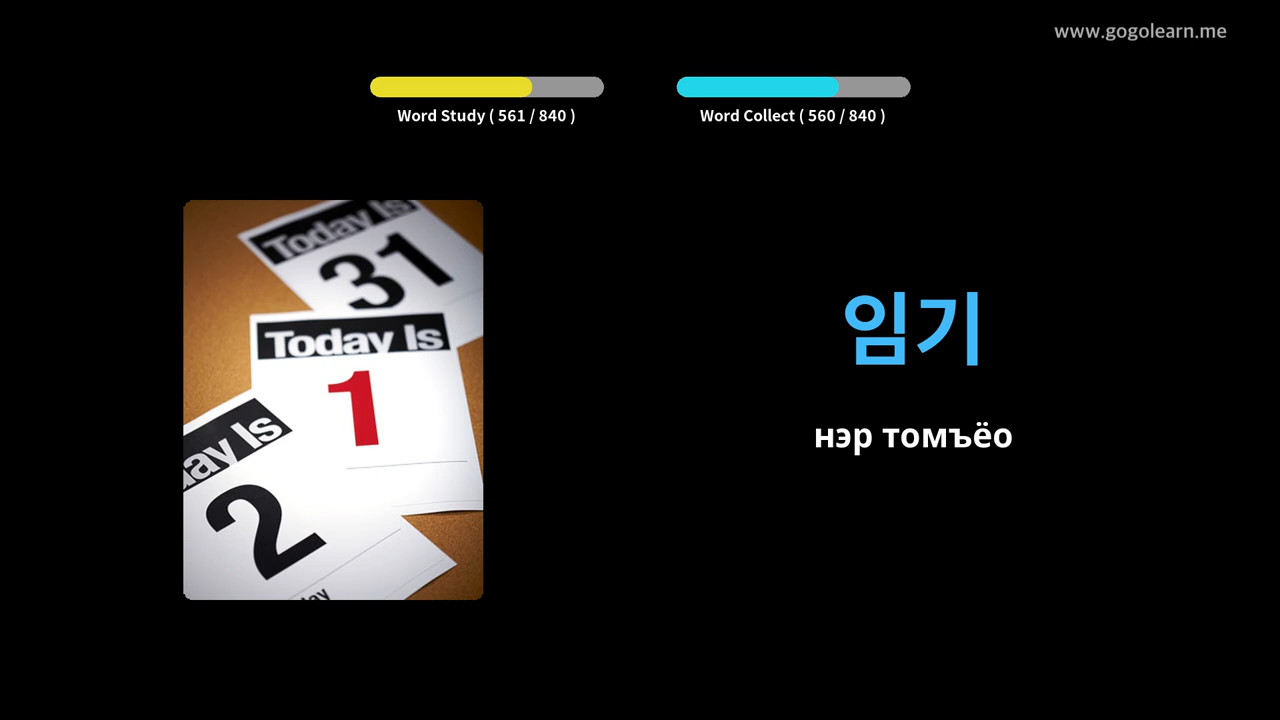 www.gogolearn.me
Word Study ( 561 / 840 )
Word Collect ( 560 / 840 )
Today Is
31
Today Is
1
ay Is
2
day
임기
нэр томъёо